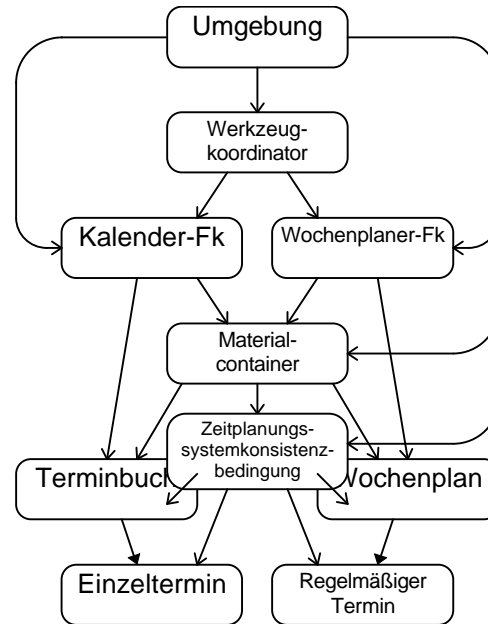 Umgebung
Werkzeug-
koordinator
Kalender-Fk
Wochenplaner-Fk
Material-
container
Zeitplanungs-
systemkonsistenz-
bedingung
Terminbuch
Wochenplan
Einzeltermin
Regelmäßiger
Termin